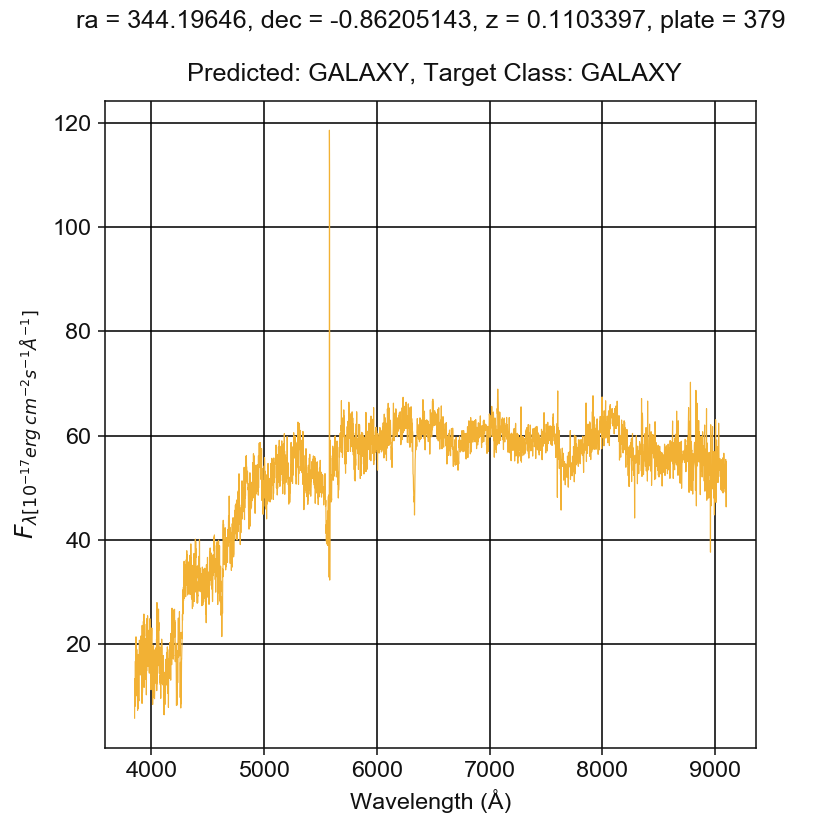 ra = 344.19646, dec = -0.86205143, z = 0.1103397, plate = 379
Predicted: GALAXY, Target Class: GALAXY
120
100
80
60
40
20
F_λ[10^−17 erg cm^−2 s^−1 Å^−1]
4000 5000 6000 7000 8000 9000
Wavelength (Å)